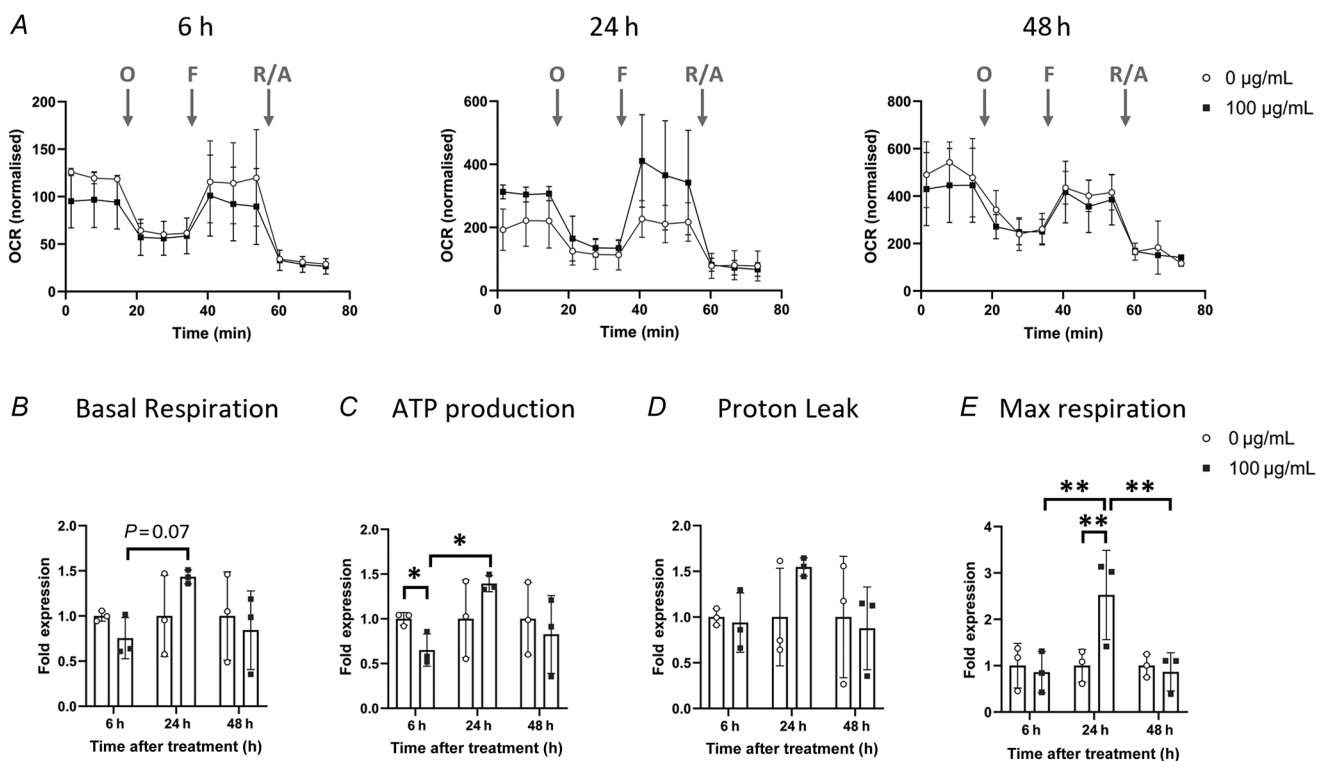 A
6 h
24 h
48 h
O F R/A
O F R/A
O F R/A
0 µg/mL
100 µg/mL
OCR (normalised)
200
150
100
50
0
0 20 40 60 80
Time (min)
OCR (normalised)
600
400
200
0
0 20 40 60 80
Time (min)
OCR (normalised)
800
600
400
200
0
0 20 40 60 80
Time (min)
B Basal Respiration
C ATP production
D Proton Leak
E Max respiration
0 µg/mL
100 µg/mL
P = 0.07
Fold expression
2.0
1.5
1.0
0.5
0.0
6 h 24 h 48 h
Time after treatment (h)
*
*
Fold expression
2.0
1.5
1.0
0.5
0.0
6 h 24 h 48 h
Time after treatment (h)
Fold expression
2.0
1.5
1.0
0.5
0.0
6 h 24 h 48 h
Time after treatment (h)
** **
**
Fold expression
4
3
2
1
0
6 h 24 h 48 h
Time after treatment (h)